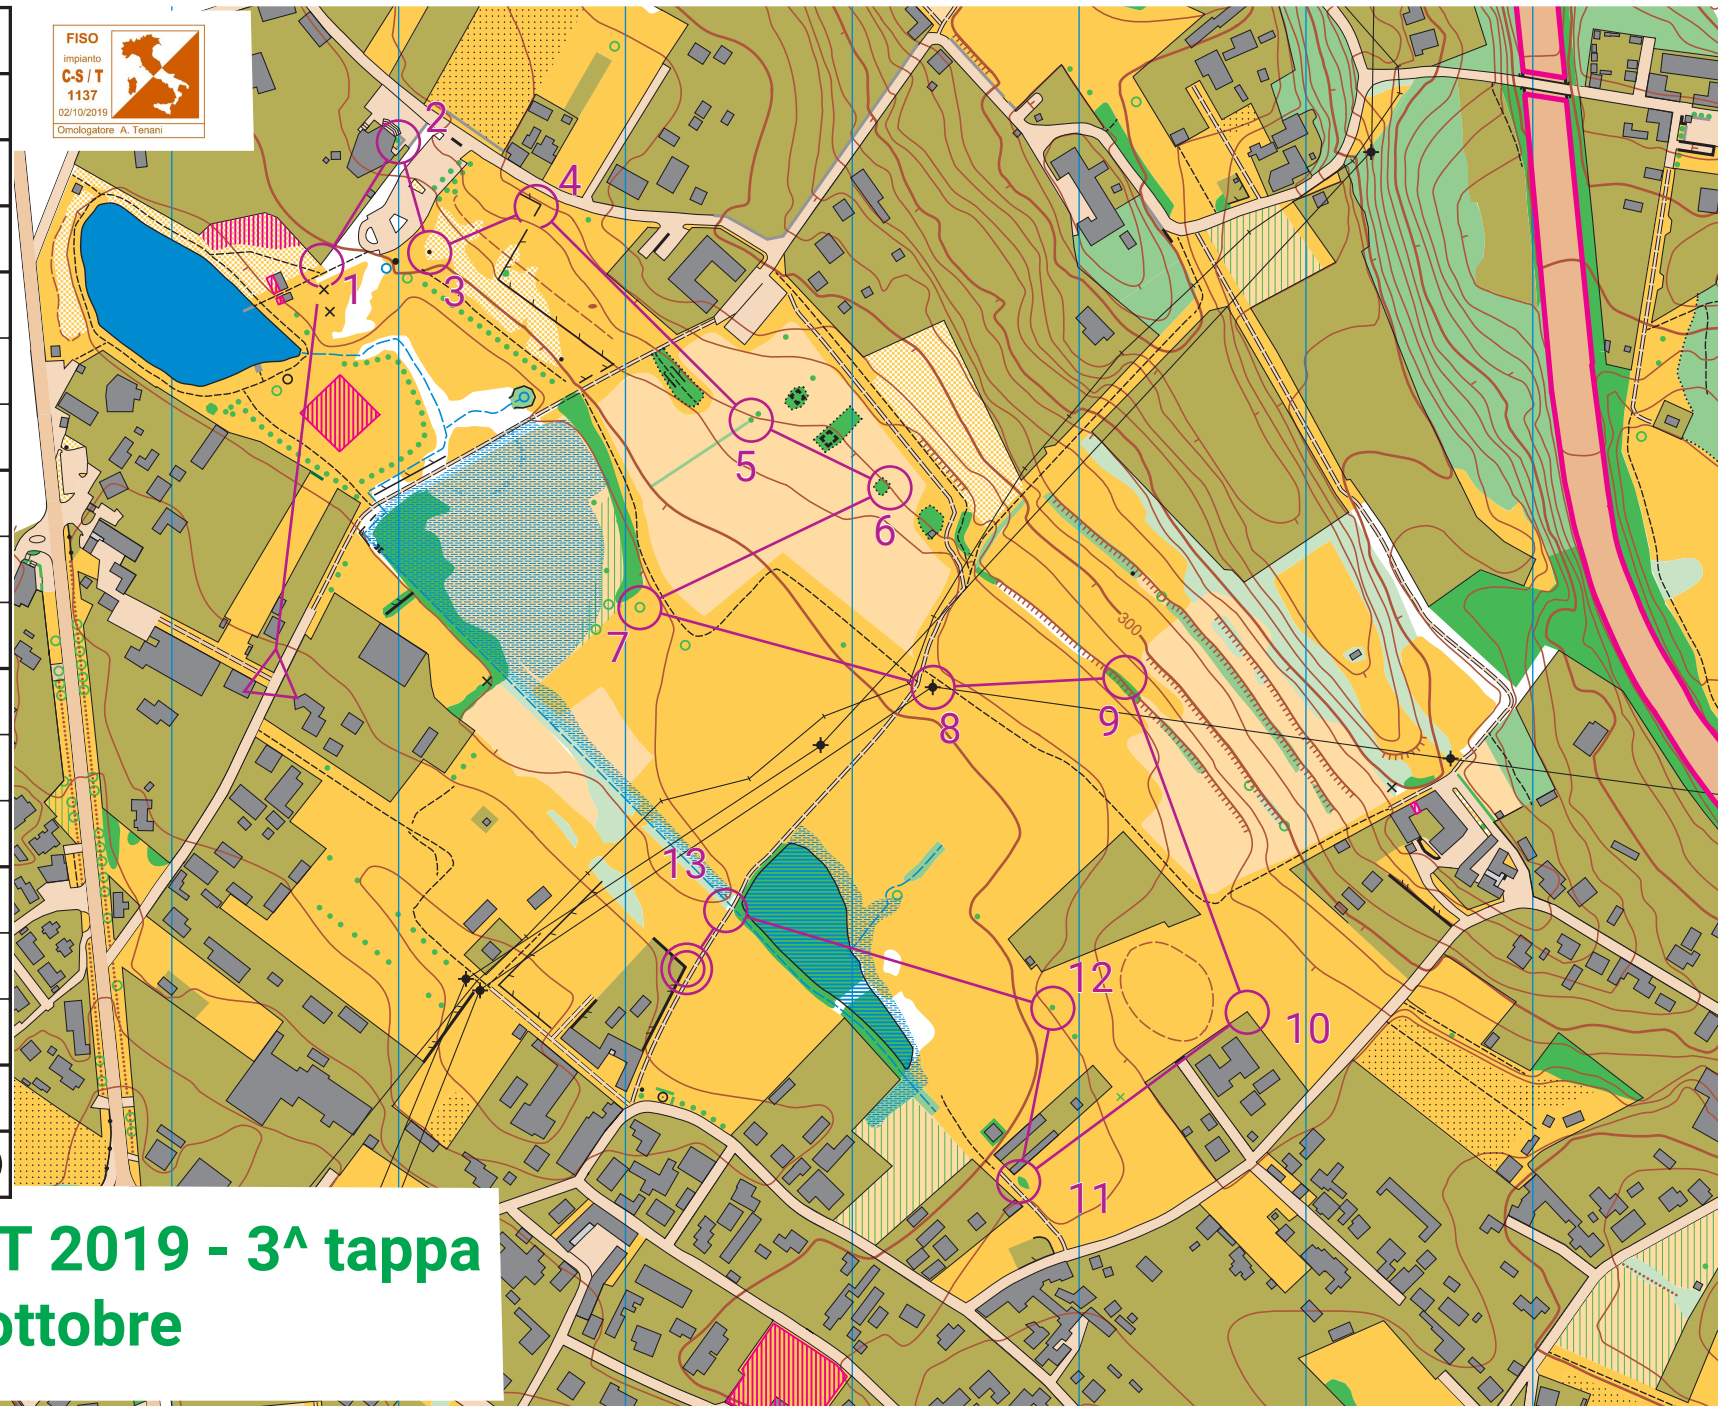 FISO
impianto
C-S / T
1137
02/10/2019
Omologatore A. Tenani
2
4
1
3
5
6
300
7
8
9
13
12
10
11
T 2019 - 3^ tappa
ottobre